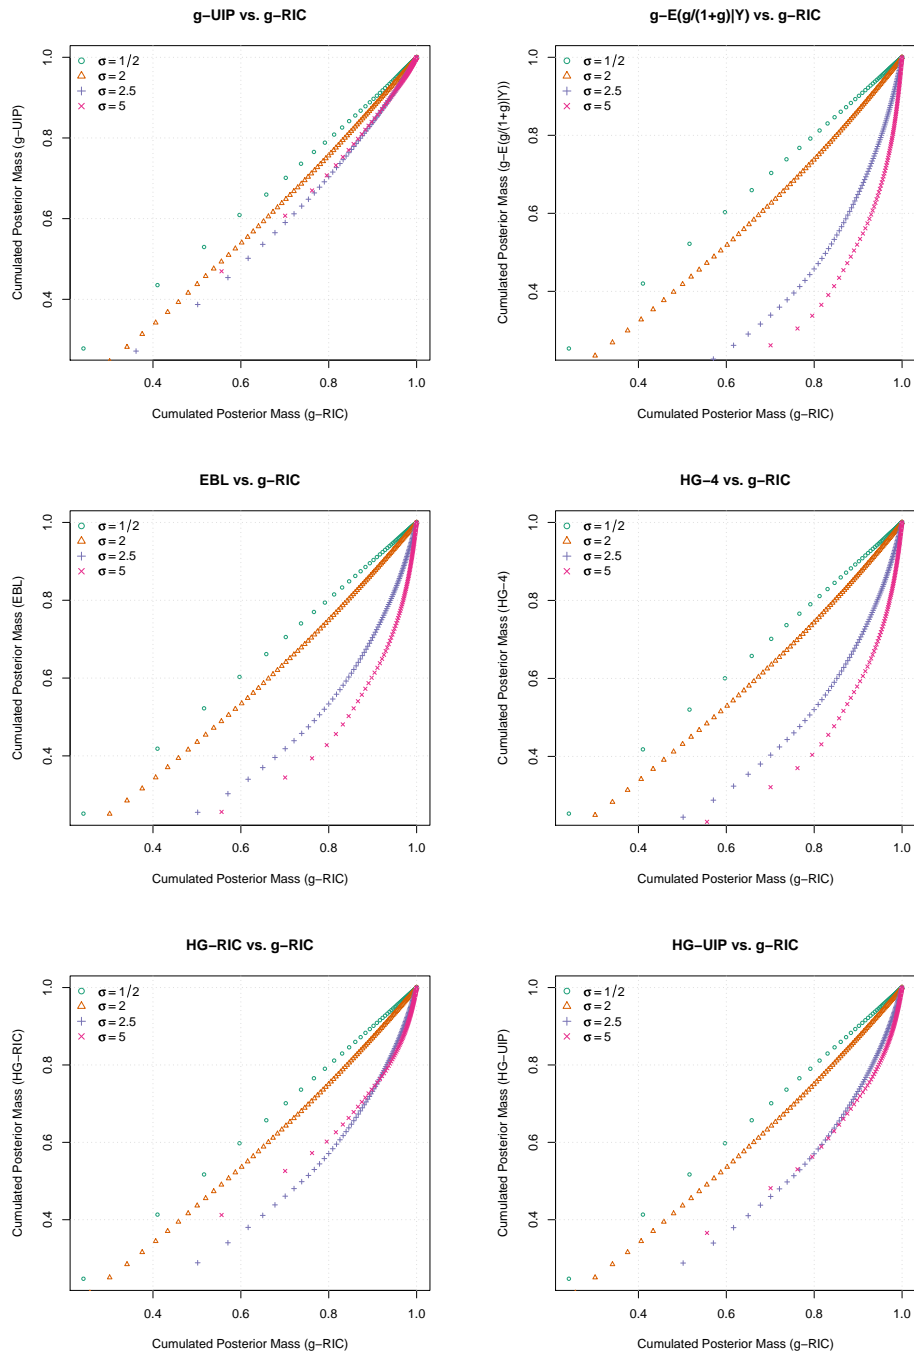 g−UIP vs. g−RIC
σ = 1/2
σ = 2
σ = 2.5
σ = 5
Cumulated Posterior Mass (g−UIP)
1.0
0.8
0.6
0.4
0.4 0.6 0.8 1.0
Cumulated Posterior Mass (g−RIC)
g−E(g/(1+g)|Y) vs. g−RIC
σ = 1/2
σ = 2
σ = 2.5
σ = 5
Cumulated Posterior Mass (g−E(g/(1+g)|Y))
1.0
0.8
0.6
0.4
0.4 0.6 0.8 1.0
Cumulated Posterior Mass (g−RIC)
EBL vs. g−RIC
σ = 1/2
σ = 2
σ = 2.5
σ = 5
Cumulated Posterior Mass (EBL)
1.0
0.8
0.6
0.4
0.4 0.6 0.8 1.0
Cumulated Posterior Mass (g−RIC)
HG−4 vs. g−RIC
σ = 1/2
σ = 2
σ = 2.5
σ = 5
Cumulated Posterior Mass (HG−4)
1.0
0.8
0.6
0.4
0.4 0.6 0.8 1.0
Cumulated Posterior Mass (g−RIC)
HG−RIC vs. g−RIC
σ = 1/2
σ = 2
σ = 2.5
σ = 5
Cumulated Posterior Mass (HG−RIC)
1.0
0.8
0.6
0.4
0.4 0.6 0.8 1.0
Cumulated Posterior Mass (g−RIC)
HG−UIP vs. g−RIC
σ = 1/2
σ = 2
σ = 2.5
σ = 5
Cumulated Posterior Mass (HG−UIP)
1.0
0.8
0.6
0.4
0.4 0.6 0.8 1.0
Cumulated Posterior Mass (g−RIC)